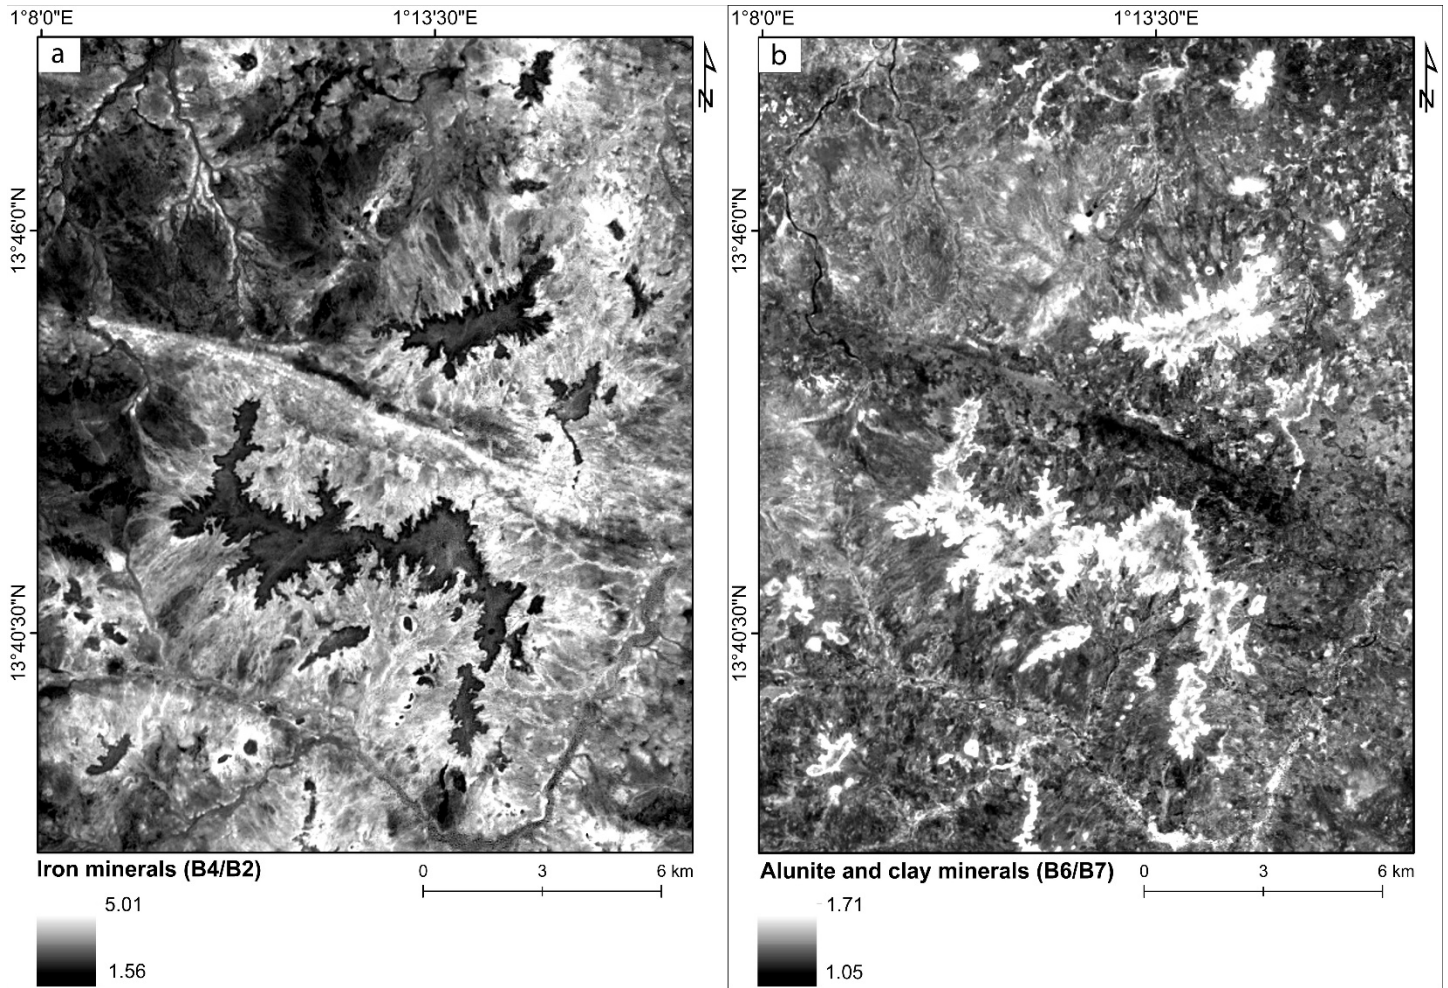 1°8'0"E 1°13'30"E 1°8'0"E 1°13'30"E
a
b
N
N
13°46'0"N
13°40'30"N
13°46'0"N
13°40'30"N
Iron minerals (B4/B2)
0 3 6 km
5.01
1.56
Alunite and clay minerals (B6/B7)
0 3 6 km
1.71
1.05